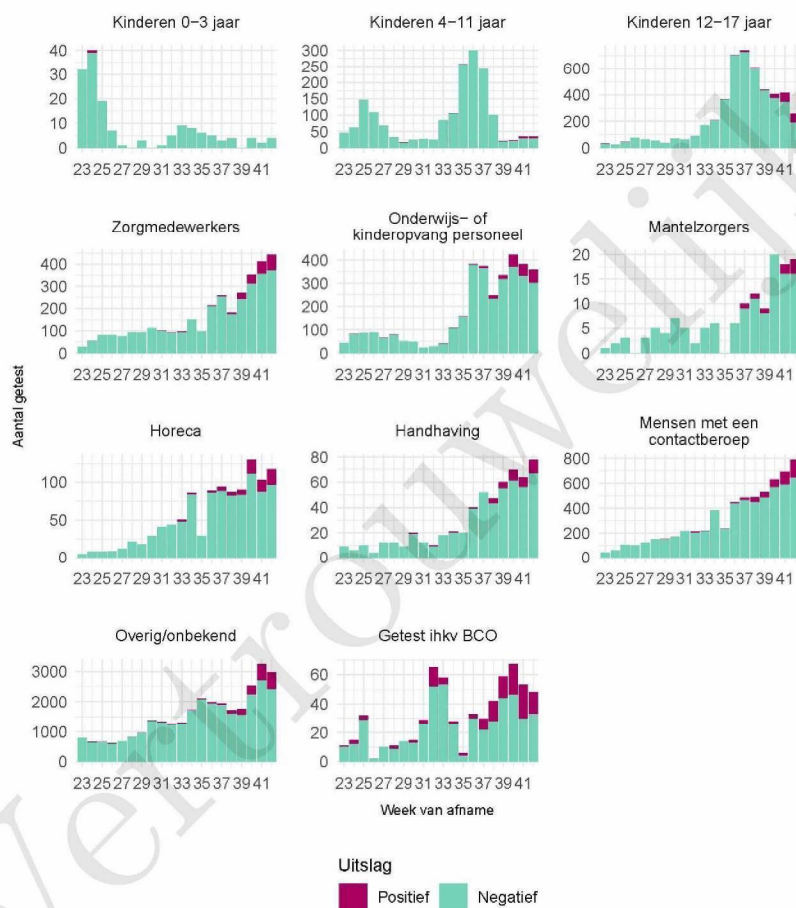 Kinderen 0−3 jaar
40
30
20
10
0
23 25 27 29 31 33 35 37 39 41
Kinderen 4−11 jaar
300
250
200
150
100
50
0
23 25 27 29 31 33 35 37 39 41
Kinderen 12−17 jaar
600
400
200
0
23 25 27 29 31 33 35 37 39 41
Zorgmedewerkers
400
300
200
100
0
23 25 27 29 31 33 35 37 39 41
Onderwijs− of
kinderopvang personeel
400
300
200
100
0
23 25 27 29 31 33 35 37 39 41
Mantelzorgers
20
15
10
5
0
23 25 27 29 31 33 35 37 39 41
Aantal getest
Horeca
100
50
0
23 25 27 29 31 33 35 37 39 41
Handhaving
80
60
40
20
0
23 25 27 29 31 33 35 37 39 41
Mensen met een
contactberoep
800
600
400
200
0
23 25 27 29 31 33 35 37 39 41
Overig/onbekend
3000
2000
1000
0
23 25 27 29 31 33 35 37 39 41
Getest ihkv BCO
60
40
20
0
23 25 27 29 31 33 35 37 39 41
Week van afname
Uitslag
Positief Negatief
Vertrouwelijk